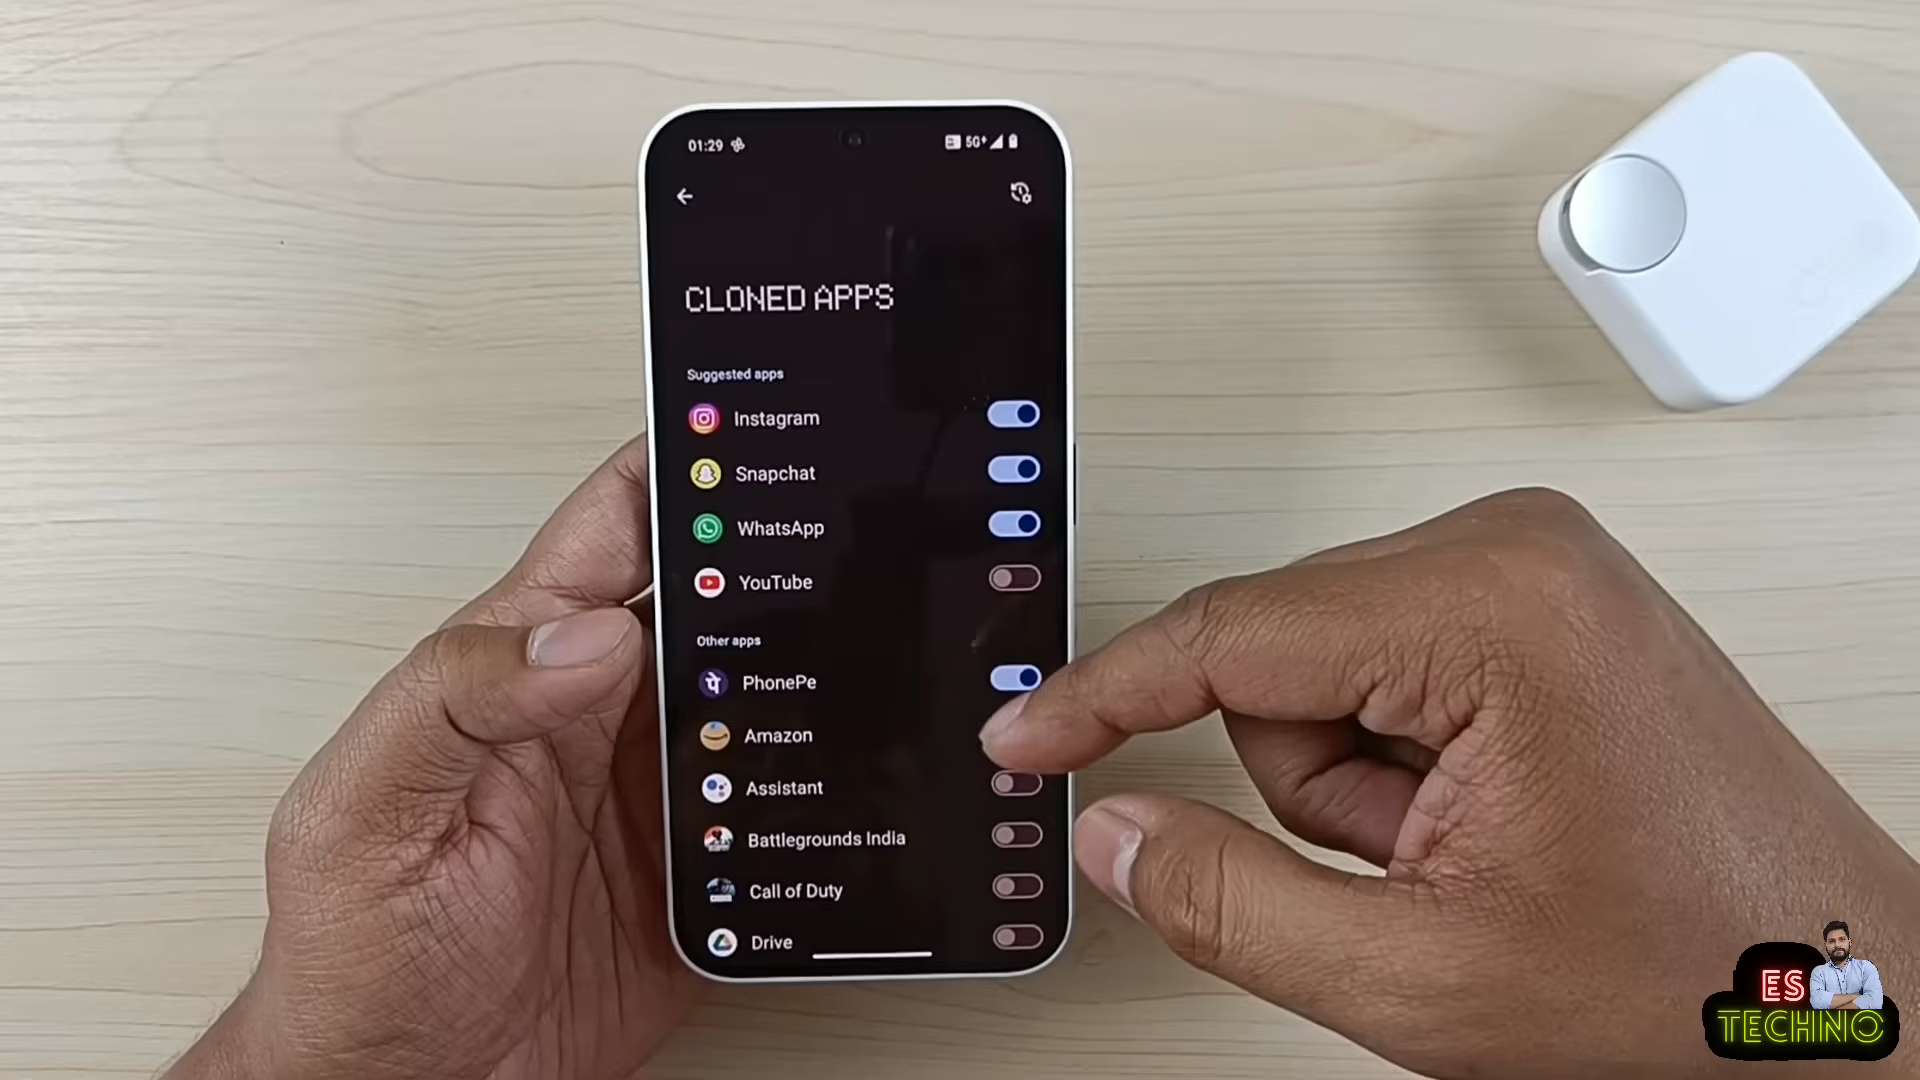 01:29 5G+
CLONED APPS
Suggested apps
Instagram
Snapchat
WhatsApp
YouTube
Other apps
PhonePe
Amazon
Assistant
Battlegrounds India
Call of Duty
Drive
ES
TECHNO